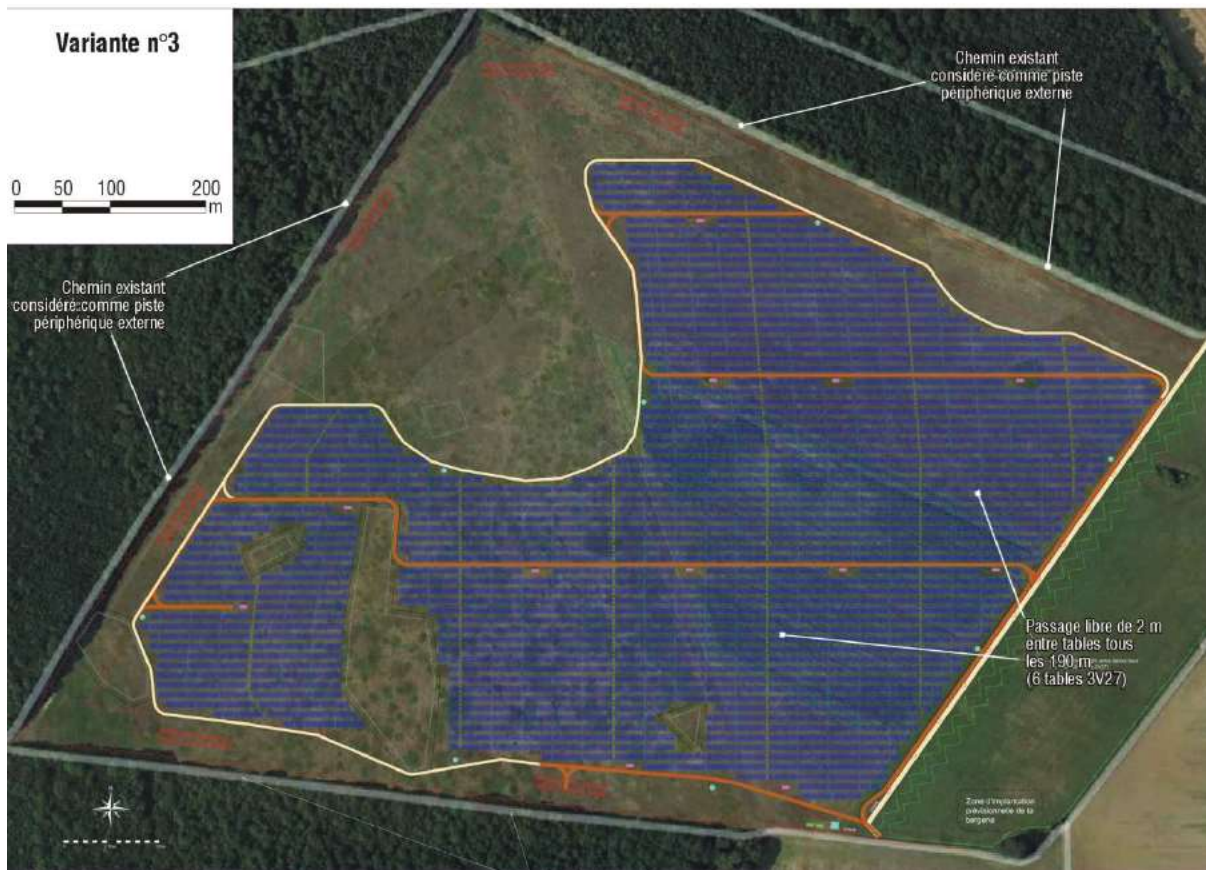 Variante n°3
0 50 100 200
m
Chemin existant
considéré comme piste
périphérique externe
Chemin existant
considéré comme piste
périphérique externe
Passage libre de 2 m
entre tables tous
les 190 m
(6 tables 3V27)
Zone d'implantation
prévisionnelle de la
bergerie